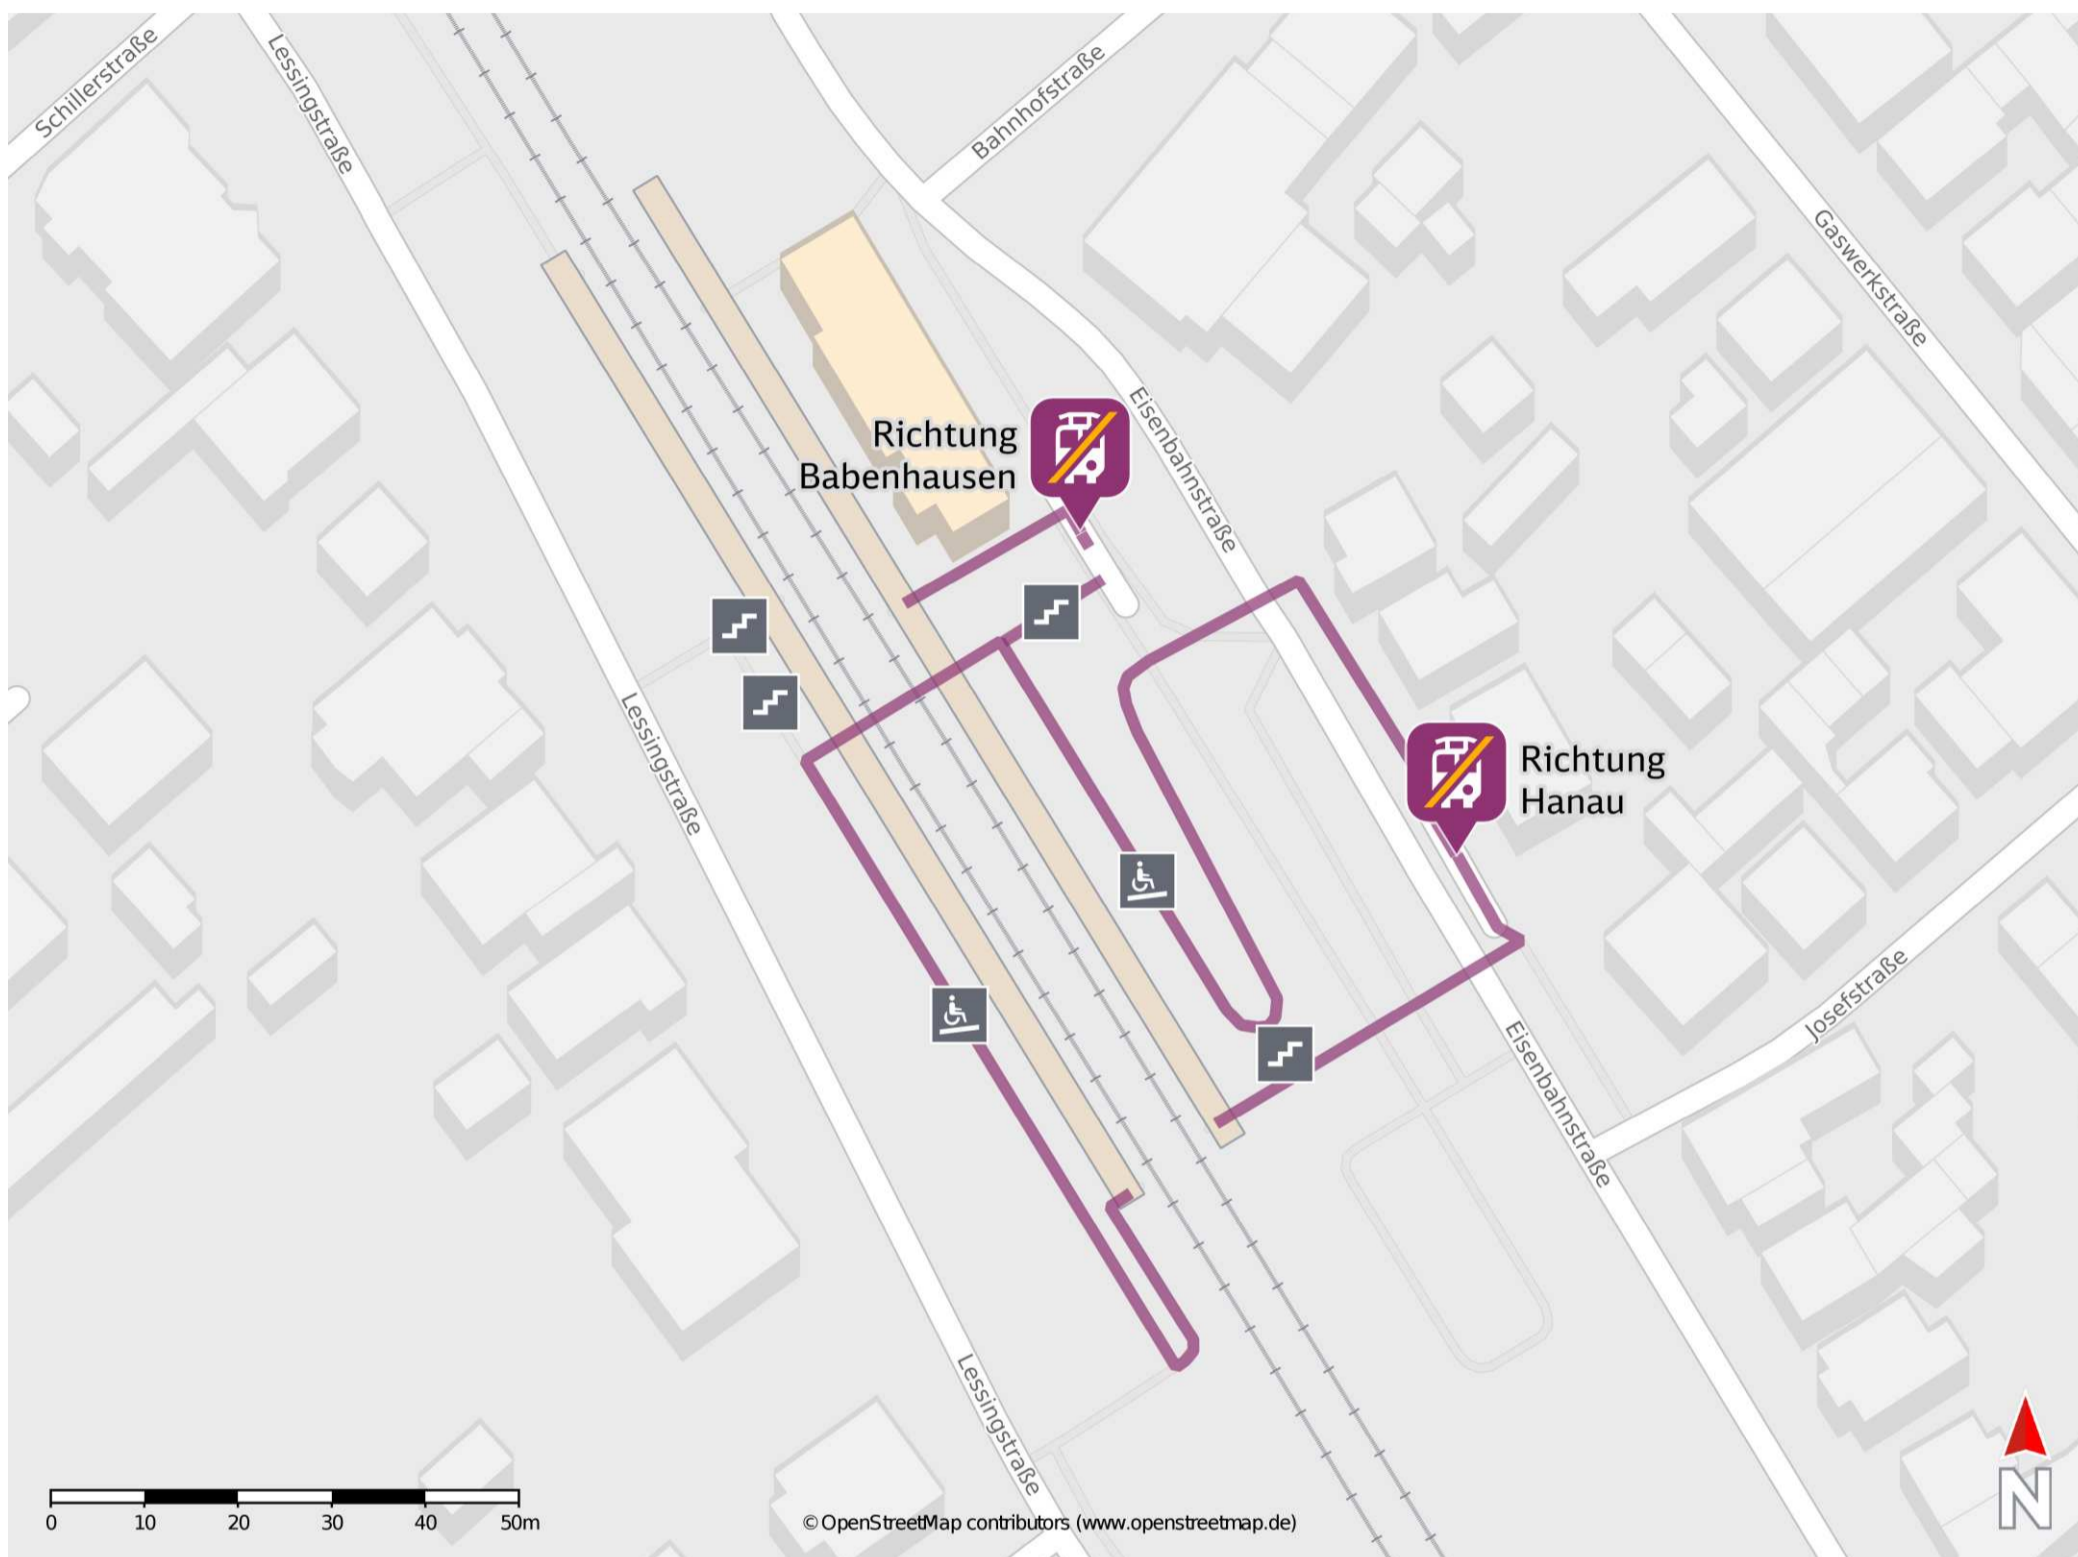 Schillerstraße
Lessingstraße
Bahnhofstraße
Gaswerkstraße
Richtung
Babenhausen
Eisenbahnstraße
Lessingstraße
Richtung
Hanau
Josefstraße
Eisenbahnstraße
Lessingstraße
0 10 20 30 40 50m
© OpenStreetMap contributors (www.openstreetmap.de)
N